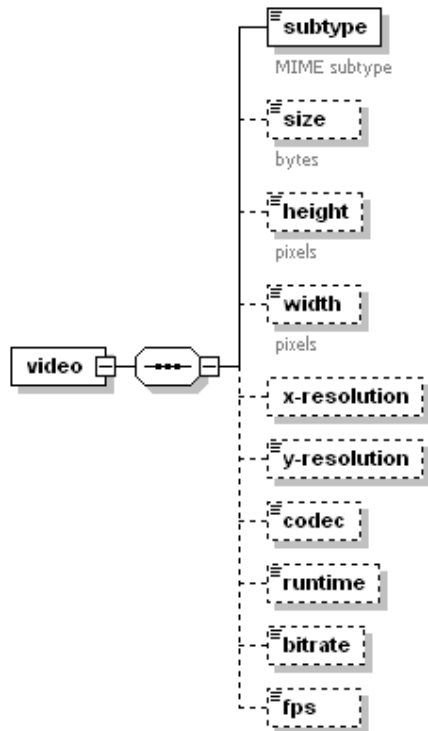 subtype
MIME subtype
size
bytes
height
pixels
width
pixels
video
x-resolution
y-resolution
codec
runtime
bitrate
fps